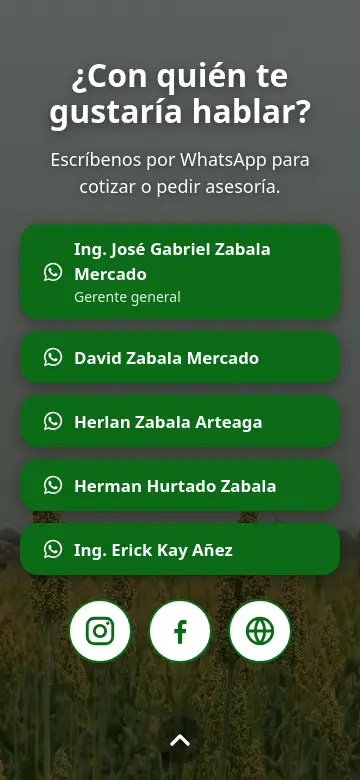 ¿Con quién te
gustaría hablar?
Escríbenos por WhatsApp para
cotizar o pedir asesoría.
Ing. José Gabriel Zabala
Mercado
Gerente general
David Zabala Mercado
Herlan Zabala Arteaga
Herman Hurtado Zabala
Ing. Erick Kay Añez